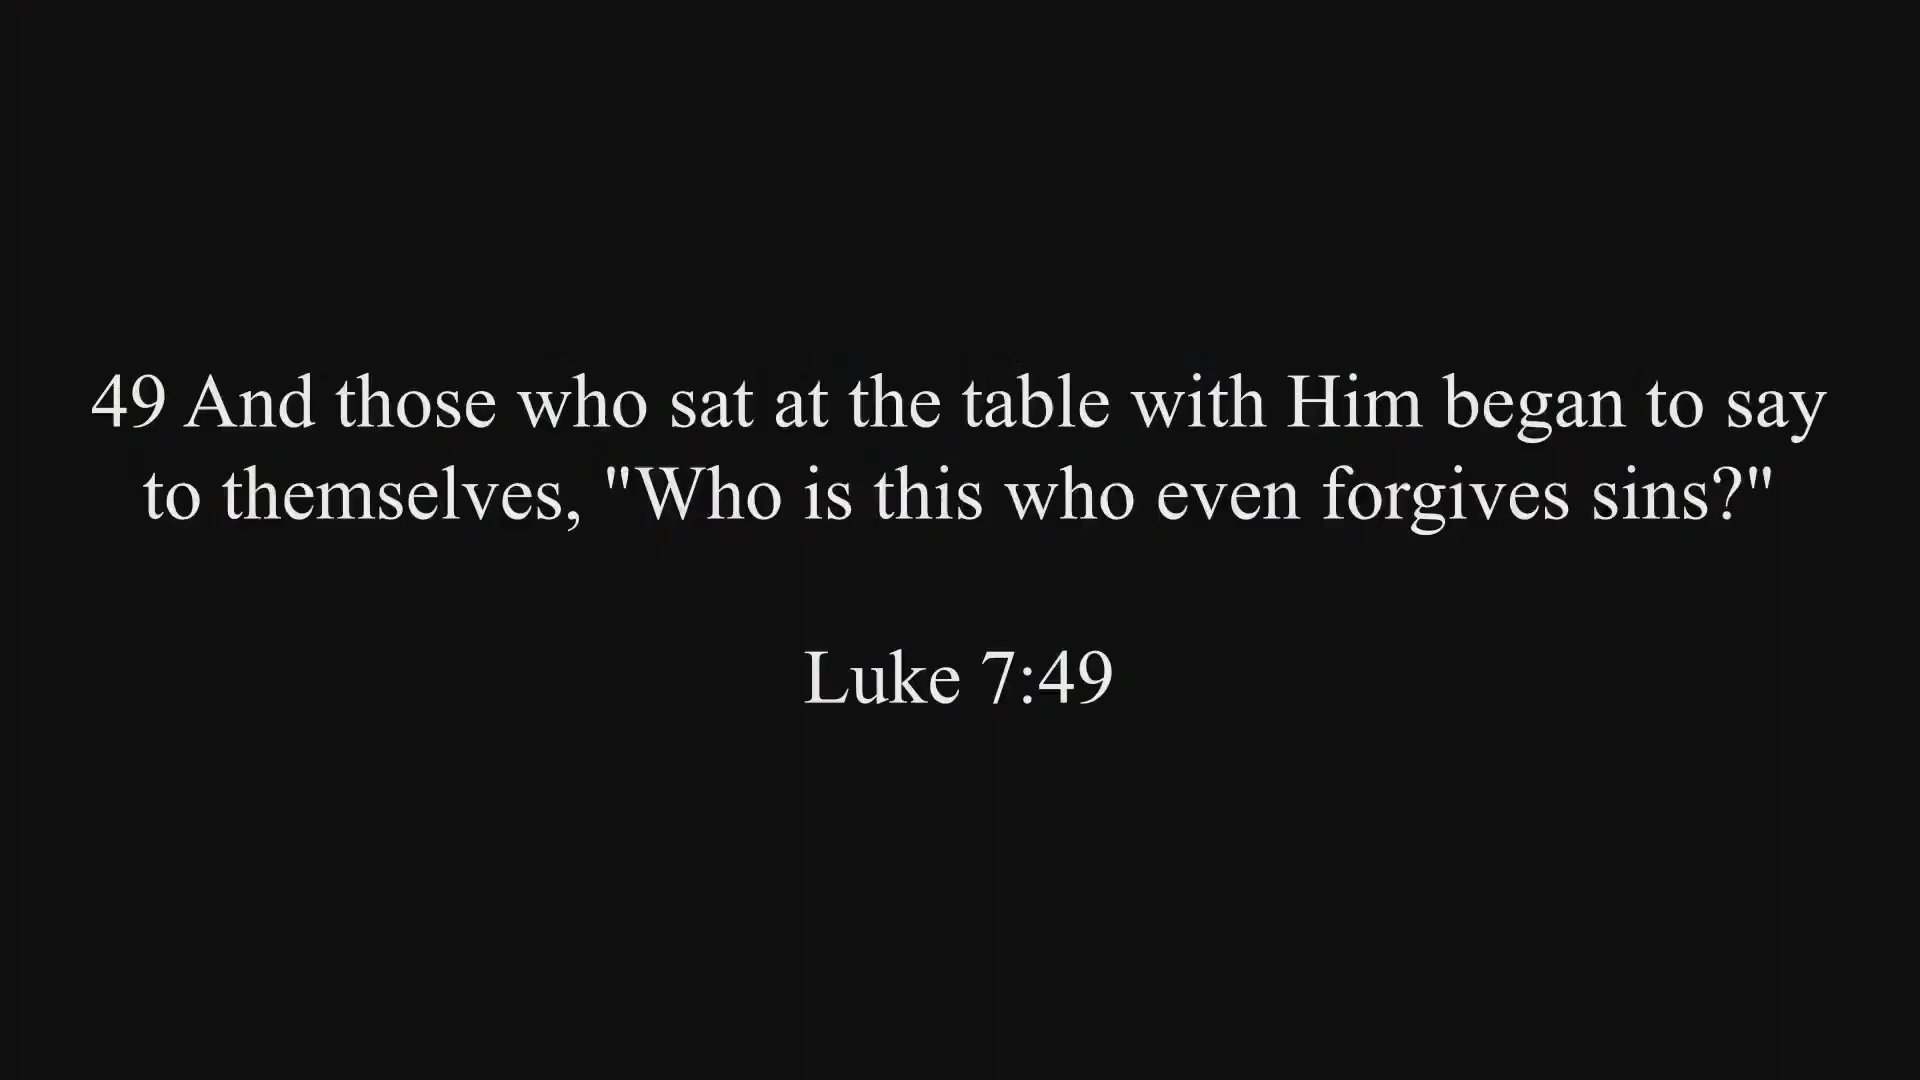 49 And those who sat at the table with Him began to say
to themselves, "Who is this who even forgives sins?"
Luke 7:49